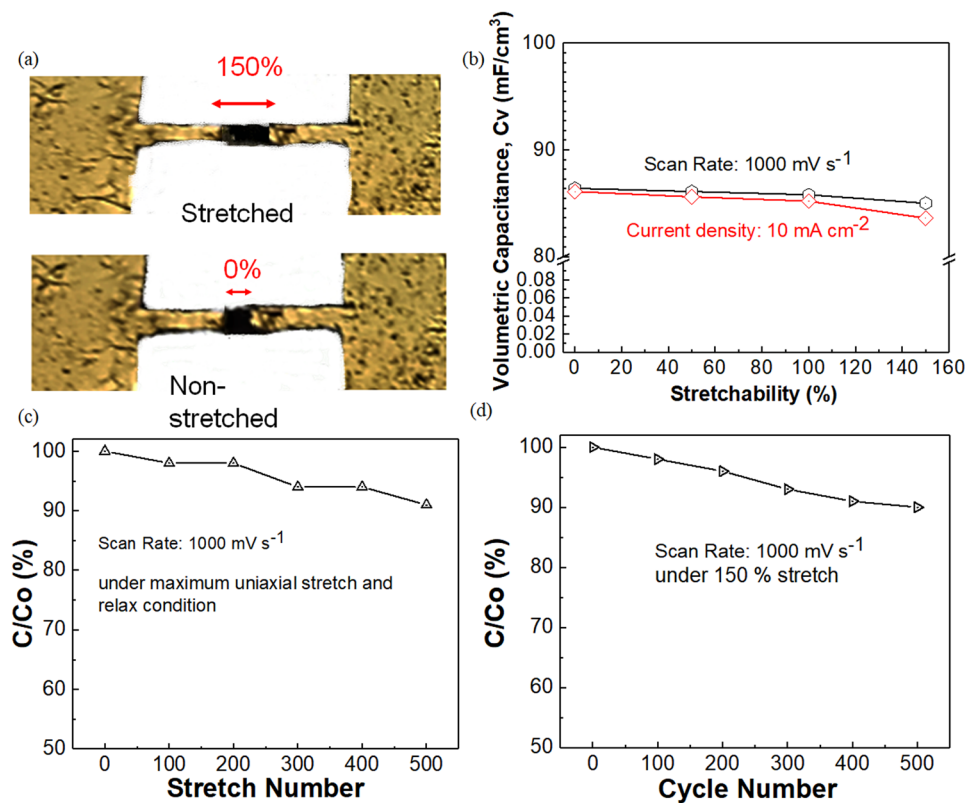 (a)
150%
Stretched
0%
Non-
stretched
(b)
Volumetric Capacitance, Cv (mF/cm³)
100
90
80
0.08
0.06
0.04
0.02
0.00
Scan Rate: 1000 mV s⁻¹
Current density: 10 mA cm⁻²
0 20 40 60 80 100 120 140 160
Stretchability (%)
(c)
C/Co (%)
100
90
80
70
60
50
Scan Rate: 1000 mV s⁻¹
under maximum uniaxial stretch and
relax condition
0 100 200 300 400 500
Stretch Number
(d)
C/Co (%)
100
90
80
70
60
50
Scan Rate: 1000 mV s⁻¹
under 150 % stretch
0 100 200 300 400 500
Cycle Number